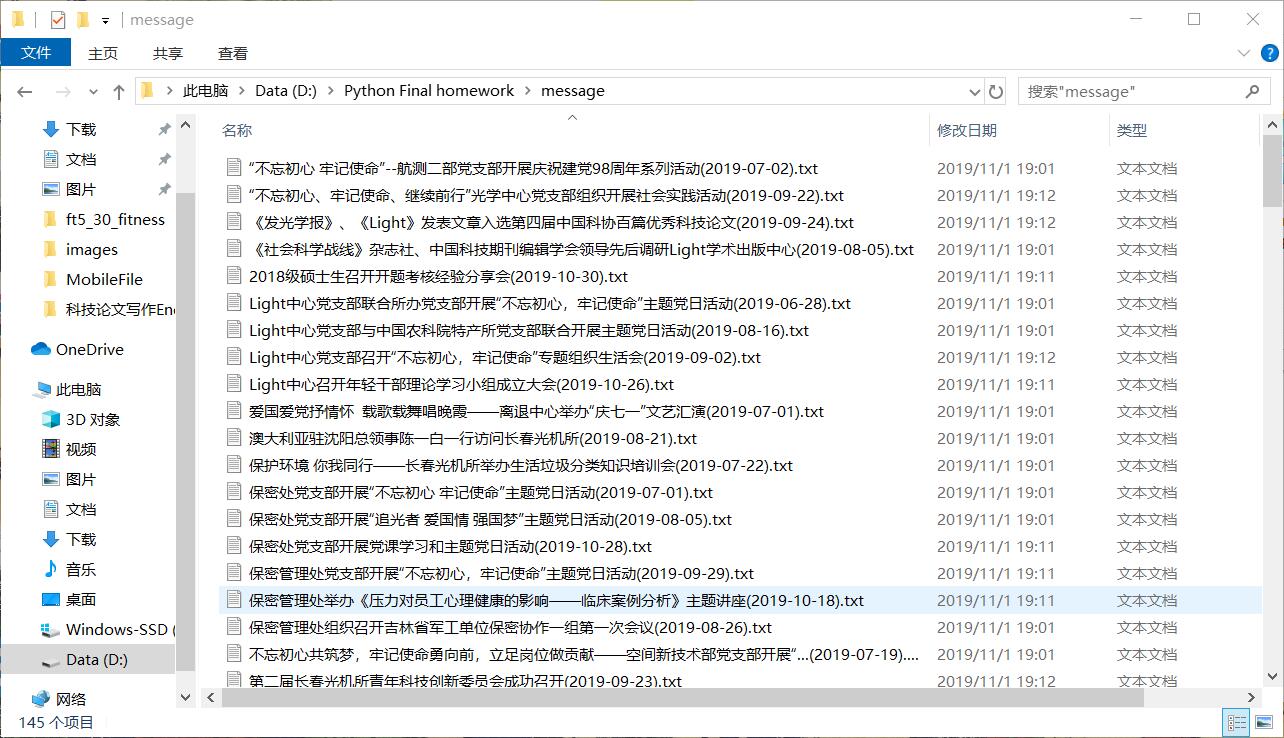 message
文件 主页 共享 查看
此电脑 Data (D:) Python Final homework message 搜索"message"
下载
文档
图片
ft5_30_fitness
images
MobileFile
科技论文写作En
OneDrive
此电脑
3D 对象
视频
图片
文档
下载
音乐
桌面
Windows-SSD (
Data (D:)
网络
名称 修改日期 类型
“不忘初心 牢记使命”--航测二部党支部开展庆祝建党98周年系列活动(2019-07-02).txt 2019/11/1 19:01 文本文档
“不忘初心、牢记使命、继续前行”光学中心党支部组织开展社会实践活动(2019-09-22).txt 2019/11/1 19:12 文本文档
《发光学报》、《Light》发表文章入选第四届中国科协百篇优秀科技论文(2019-09-24).txt 2019/11/1 19:12 文本文档
《社会科学战线》杂志社、中国科技期刊编辑学会领导先后调研Light学术出版中心(2019-08-05).txt 2019/11/1 19:01 文本文档
2018级硕士生召开开题考核经验分享会(2019-10-30).txt 2019/11/1 19:11 文本文档
Light中心党支部联合所办党支部开展“不忘初心，牢记使命”主题党日活动(2019-06-28).txt 2019/11/1 19:01 文本文档
Light中心党支部与中国农科院特产所党支部联合开展主题党日活动(2019-08-16).txt 2019/11/1 19:01 文本文档
Light中心党支部召开“不忘初心，牢记使命”专题组织生活会(2019-09-02).txt 2019/11/1 19:12 文本文档
Light中心召开年轻干部理论学习小组成立大会(2019-10-26).txt 2019/11/1 19:11 文本文档
爱国爱党抒情怀 载歌载舞唱晚霞——离退中心举办“庆七一”文艺汇演(2019-07-01).txt 2019/11/1 19:01 文本文档
澳大利亚驻沈阳总领事陈一白一行访问长春光机所(2019-08-21).txt 2019/11/1 19:01 文本文档
保护环境 你我同行——长春光机所举办生活垃圾分类知识培训会(2019-07-22).txt 2019/11/1 19:01 文本文档
保密处党支部开展“不忘初心 牢记使命”主题党日活动(2019-07-01).txt 2019/11/1 19:01 文本文档
保密处党支部开展“追光者 爱国情 强国梦”主题党日活动(2019-08-05).txt 2019/11/1 19:01 文本文档
保密处党支部开展党课学习和主题党日活动(2019-10-28).txt 2019/11/1 19:11 文本文档
保密管理处党支部开展“不忘初心，牢记使命”主题党日活动(2019-09-29).txt 2019/11/1 19:11 文本文档
保密管理处举办《压力对员工心理健康的影响——临床案例分析》主题讲座(2019-10-18).txt 2019/11/1 19:11 文本文档
保密管理处组织召开吉林省军工单位保密协作一组第一次会议(2019-08-26).txt 2019/11/1 19:01 文本文档
不忘初心共筑梦，牢记使命勇向前，立足岗位做贡献——空间新技术部党支部开展“...(2019-07-19).... 2019/11/1 19:01 文本文档
第二届长春光机所青年科技创新委员会成功召开(2019-09-23).txt 2019/11/1 19:12 文本文档
145 个项目